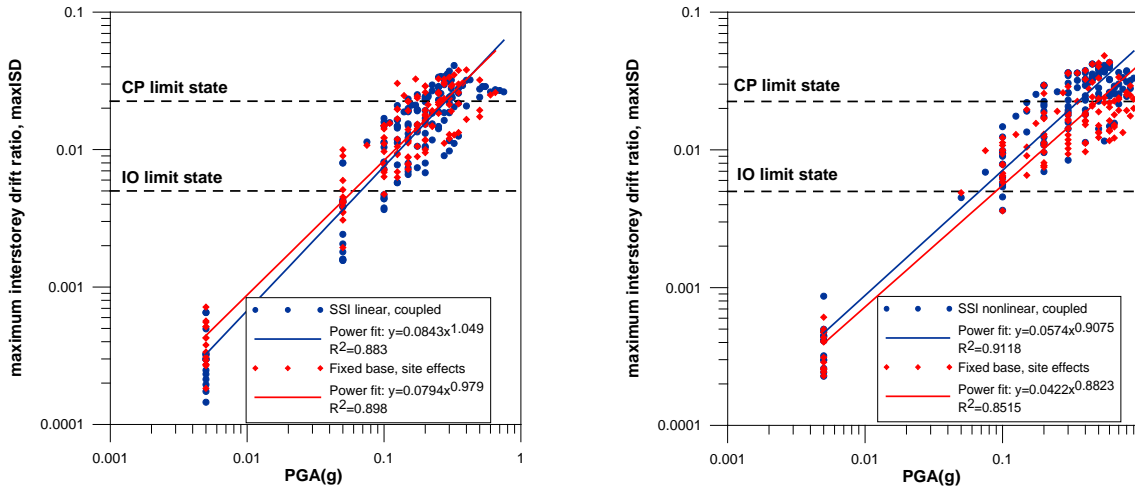 0.1
CP limit state
0.01
IO limit state
0.001
0.0001
maximum interstorey drift ratio, maxISD
SSI linear, coupled
Power fit: y=0.0843x^1.049
R2=0.883
Fixed base, site effects
Power fit: y=0.0794x^0.979
R2=0.898
0.001 0.01 0.1 1
PGA(g)
0.1
CP limit state
0.01
IO limit state
0.001
0.0001
maximum interstorey drift ratio, maxISD
SSI nonlinear, coupled
Power fit: y=0.0574x^0.9075
R2=0.9118
Fixed base, site effects
Power fit: y=0.0422x^0.8823
R2=0.8515
0.001 0.01 0.1
PGA(g)